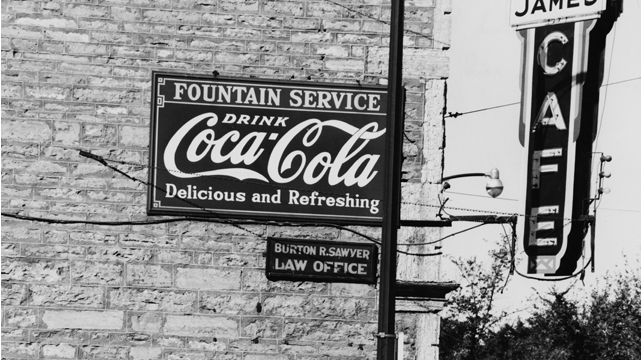 FOUNTAIN SERVICE
DRINK
Coca-Cola
Delicious and Refreshing
BURTON R. SAWYER
LAW OFFICE
JAMES
CAFE